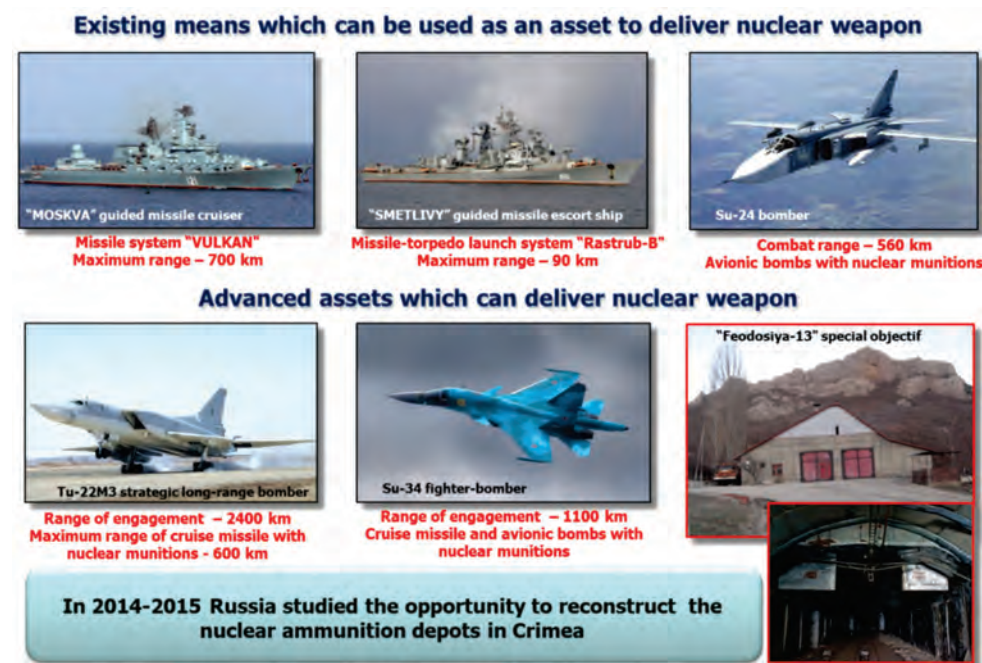 Existing means which can be used as an asset to deliver nuclear weapon
"MOSKVA" guided missile cruiser
Missile system "VULKAN"
Maximum range – 700 km
"SMETLIVY" guided missile escort ship
Missile-torpedo launch system "Rastrub-B"
Maximum range – 90 km
Su-24 bomber
Combat range – 560 km
Avionic bombs with nuclear munitions
Advanced assets which can deliver nuclear weapon
Tu-22M3 strategic long-range bomber
Range of engagement – 2400 km
Maximum range of cruise missile with
nuclear munitions - 600 km
Su-34 fighter-bomber
Range of engagement – 1100 km
Cruise missile and avionic bombs with
nuclear munitions
"Feodosiya-13" special objectif
In 2014-2015 Russia studied the opportunity to reconstruct the
nuclear ammunition depots in Crimea